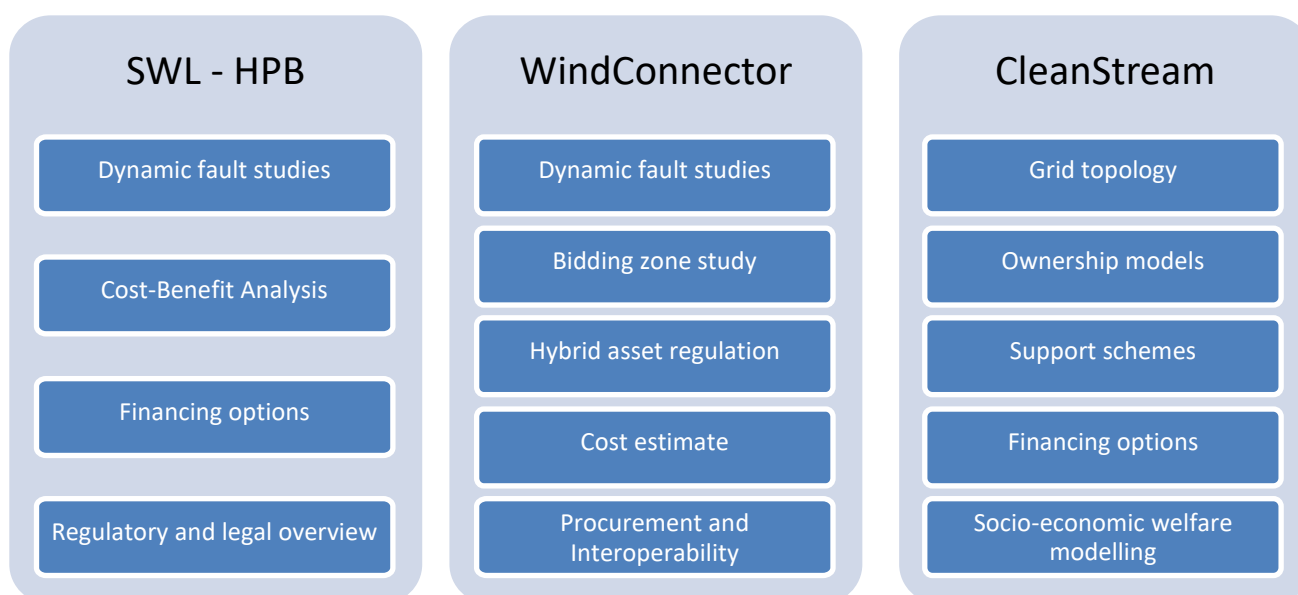 SWL - HPB
Dynamic fault studies
Cost-Benefit Analysis
Financing options
Regulatory and legal overview
WindConnector
Dynamic fault studies
Bidding zone study
Hybrid asset regulation
Cost estimate
Procurement and
Interoperability
CleanStream
Grid topology
Ownership models
Support schemes
Financing options
Socio-economic welfare
modelling